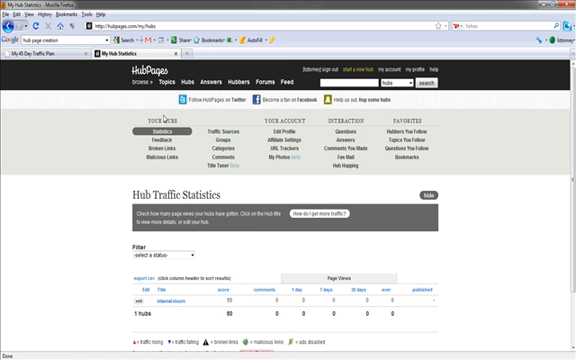 My Hub Statistics - Mozilla Firefox
File Edit View History Bookmarks Tools Help
http://hubpages.com/my/hubs
Yahoo
Google hub page creation Search Share Bookmarks AutoFill
My 45 Day Traffic Plan My Hub Statistics
HubPages
sign out start a new hub my account my profile help
browse Topics Hubs Answers Hubbers Forums Feed hubs search
Follow HubPages on Twitter Become a fan on Facebook Help us out, Hop some hubs
YOUR HUBS YOUR ACCOUNT INTERACTION FAVORITES
Statistics Traffic Sources Edit Profile Questions Hubbers You Follow
Feedback Groups Affiliate Settings Answers Topics You Follow
Broken Links Categories URL Trackers Comments You Made Questions You Follow
Malicious Links Comments My Photos beta Fan Mail Bookmarks
Title Tuner beta Hub Hopping
Hub Traffic Statistics hide
Check how many page views your hubs have gotten. Click on the Hub title
to view more details, or edit your hub.
How do I get more traffic?
Filter
-select a status-
export csv (click column header to sort results) Page Views
Edit Title score comments 1 day 7 days 30 days ever published
edit 50 0 0 0 0 0 -
1 hubs 50 0 0 0 0 0
traffic rising traffic falling broken links malicious links ads disabled